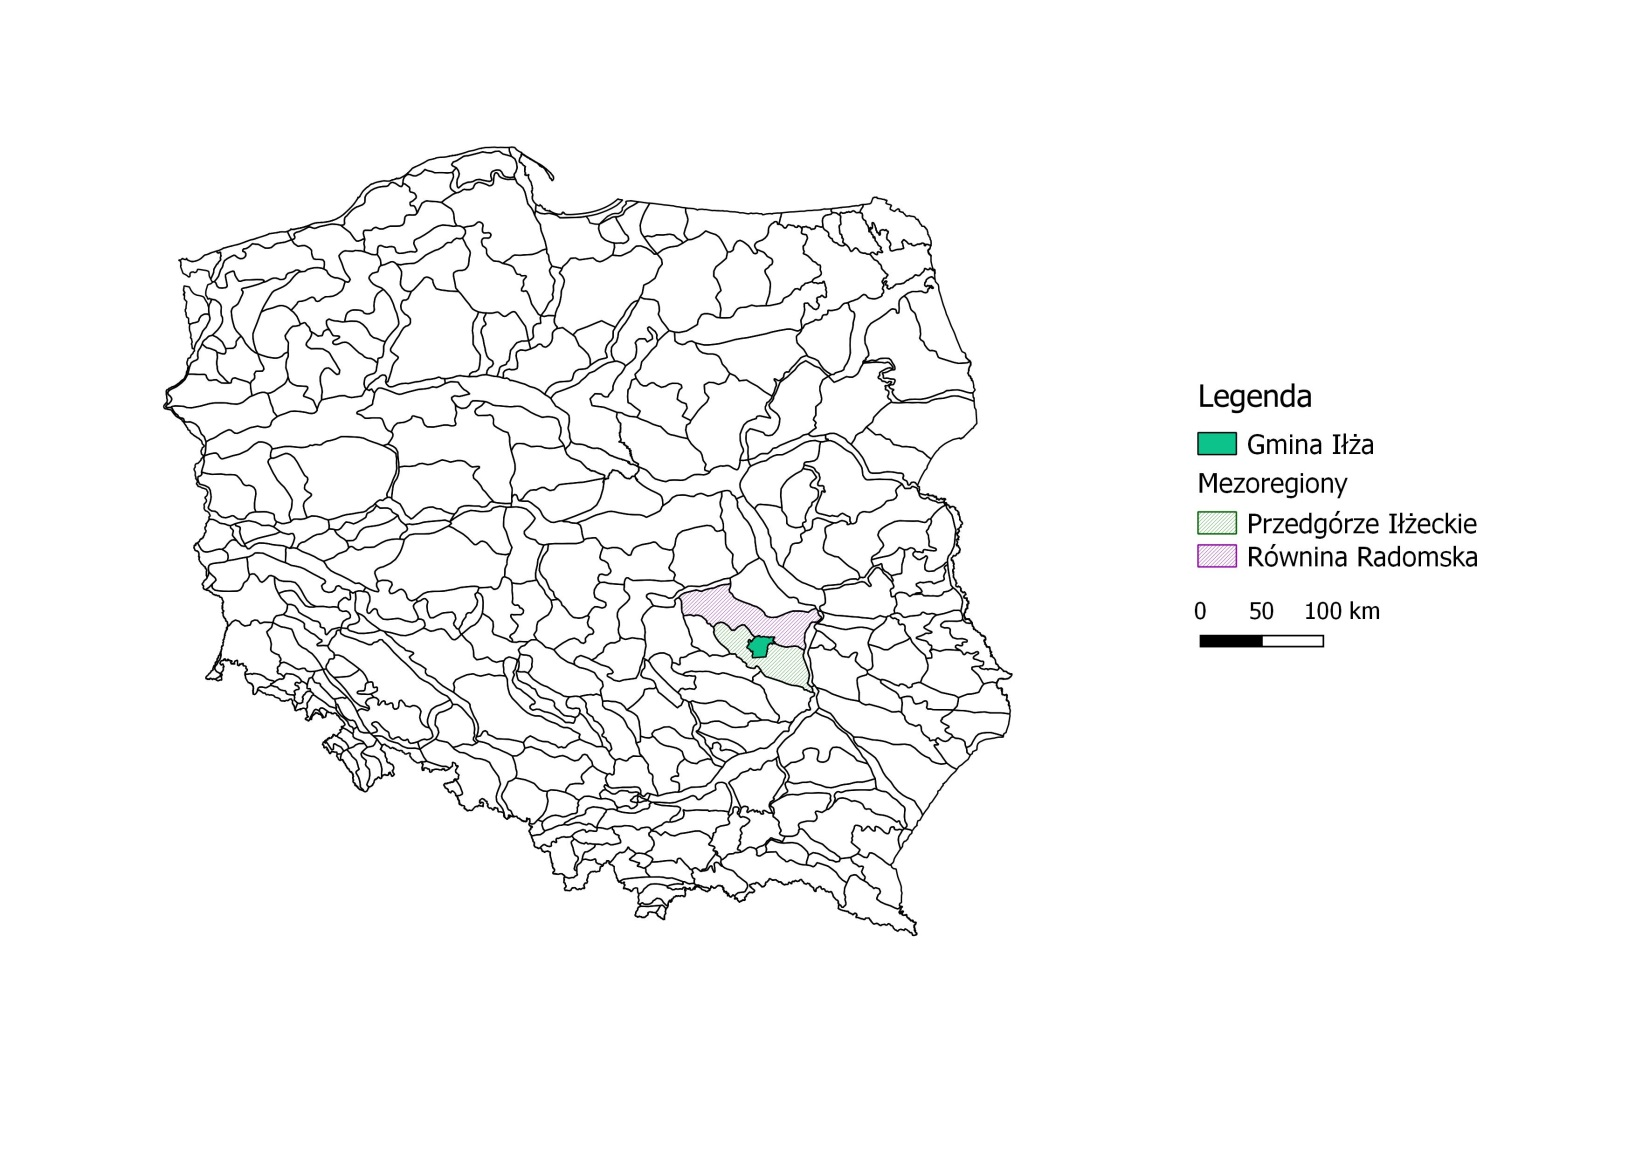 Legenda
Gmina Iłża
Mezoregiony
Przedgórze Iłżeckie
Równina Radomska
0 50 100 km